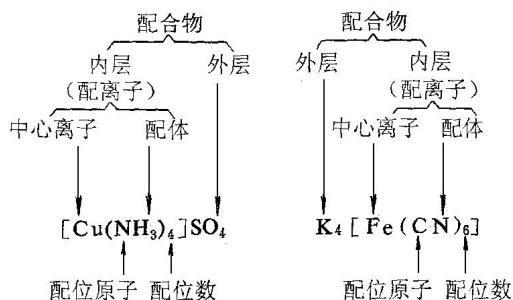 配合物
内层 外层
(配离子)
中心离子 配体
[Cu(NH₃)₄]SO₄
配位原子 配位数
配合物
外层 内层
(配离子)
中心离子 配体
K₄[Fe(CN)₆]
配位原子 配位数